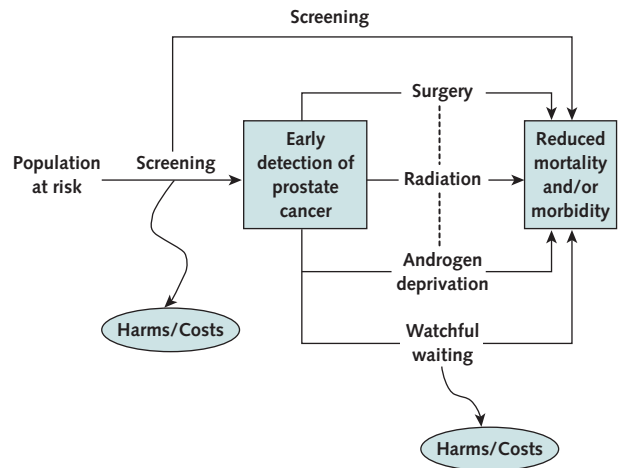 Screening
Surgery
Population
at risk
Screening
Early
detection of
prostate
cancer
Radiation
Reduced
mortality
and/or
morbidity
Androgen
deprivation
Harms/Costs
Watchful
waiting
Harms/Costs